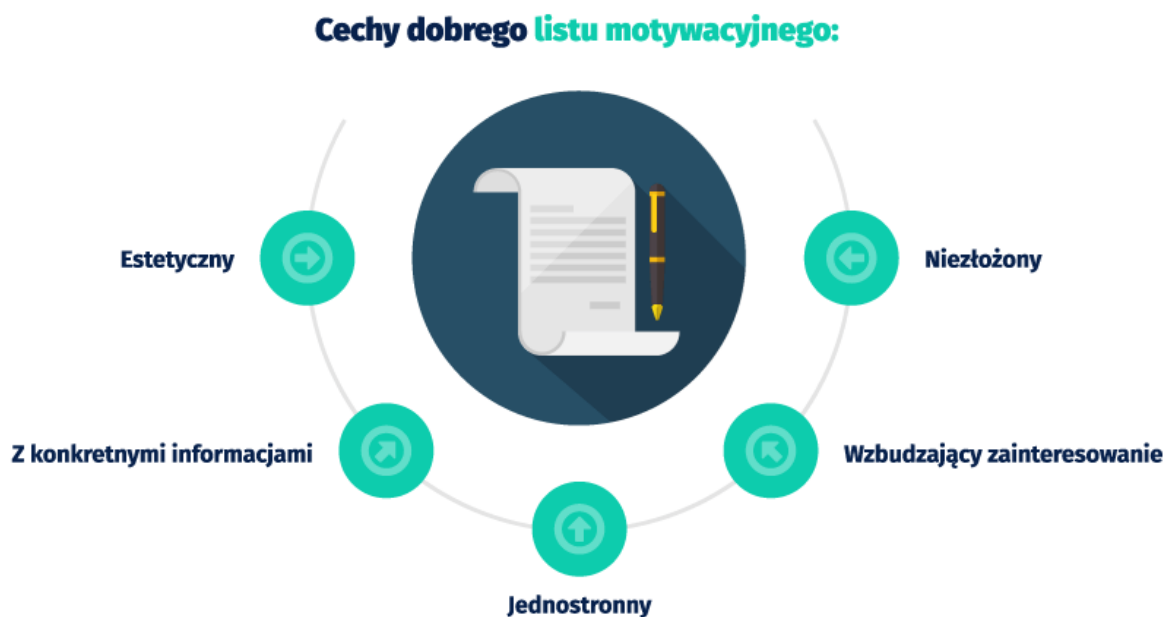 Cechy dobrego listu motywacyjnego:
Estetyczny
Niezłożony
Z konkretnymi informacjami
Wzbudzający zainteresowanie
Jednostronny